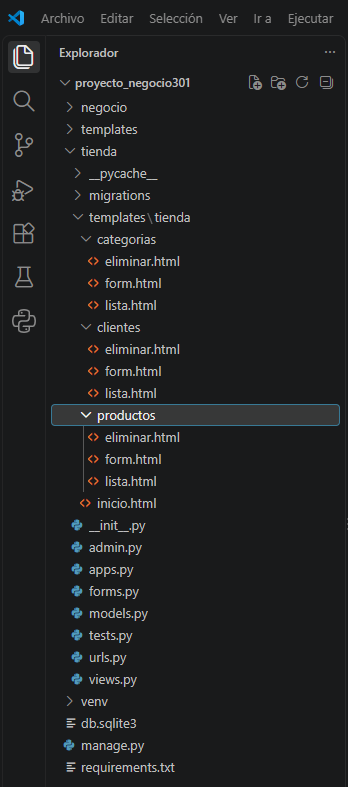 Archivo Editar Selección Ver Ir a Ejecutar
Explorador
proyecto_negocio301
negocio
templates
tienda
__pycache__
migrations
templates\tienda
categorias
eliminar.html
form.html
lista.html
clientes
eliminar.html
form.html
lista.html
productos
eliminar.html
form.html
lista.html
inicio.html
__init__.py
admin.py
apps.py
forms.py
models.py
tests.py
urls.py
views.py
venv
db.sqlite3
manage.py
requirements.txt